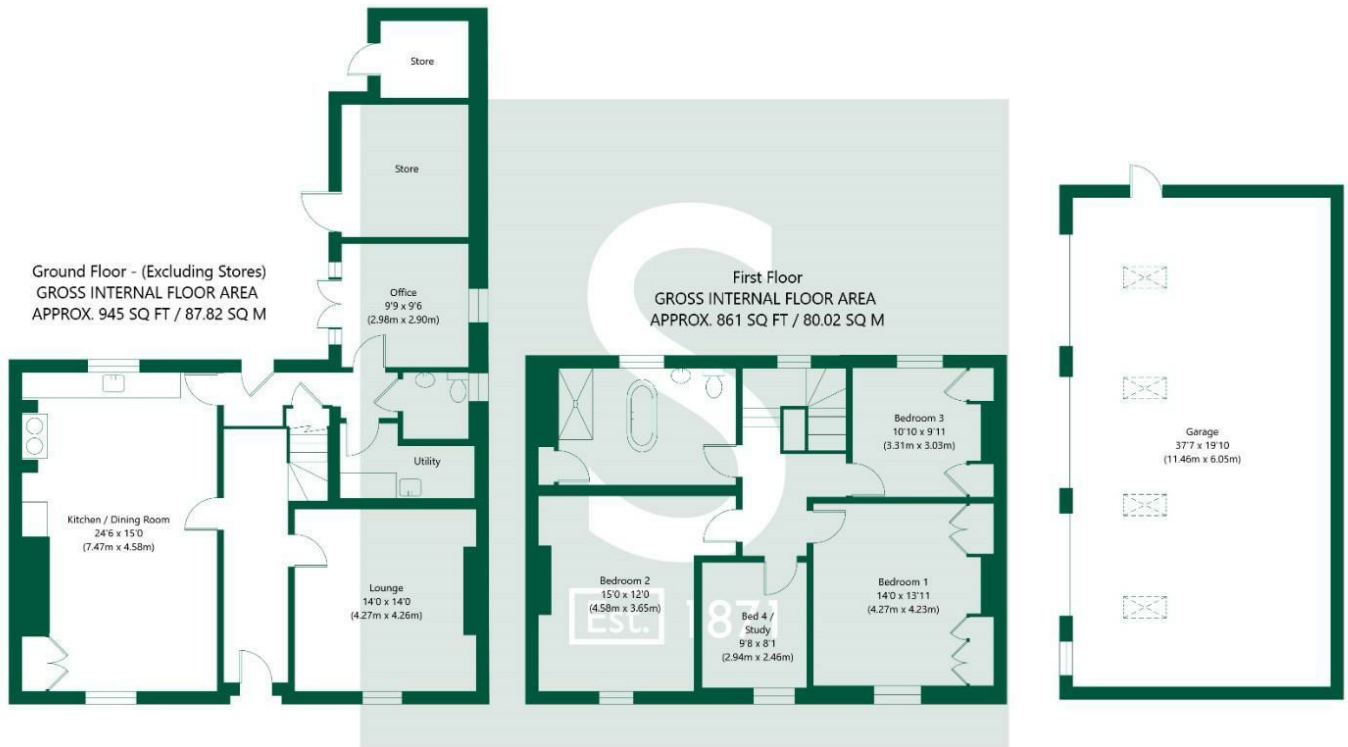 Store
Store
Ground Floor - (Excluding Stores)
GROSS INTERNAL FLOOR AREA
APPROX. 945 SQ FT / 87.82 SQ M
Office
9'9 x 9'6
(2.98m x 2.90m)
Utility
Kitchen / Dining Room
24'6 x 15'0
(7.47m x 4.58m)
Lounge
14'0 x 14'0
(4.27m x 4.26m)
First Floor
GROSS INTERNAL FLOOR AREA
APPROX. 861 SQ FT / 80.02 SQ M
Bedroom 3
10'10 x 9'11
(3.31m x 3.03m)
Bedroom 2
15'0 x 12'0
(4.58m x 3.65m)
Bed 4 /
Study
9'8 x 8'1
(2.94m x 2.46m)
Bedroom 1
14'0 x 13'11
(4.27m x 4.23m)
S
Est. 1871
Garage
37'7 x 19'10
(11.46m x 6.05m)